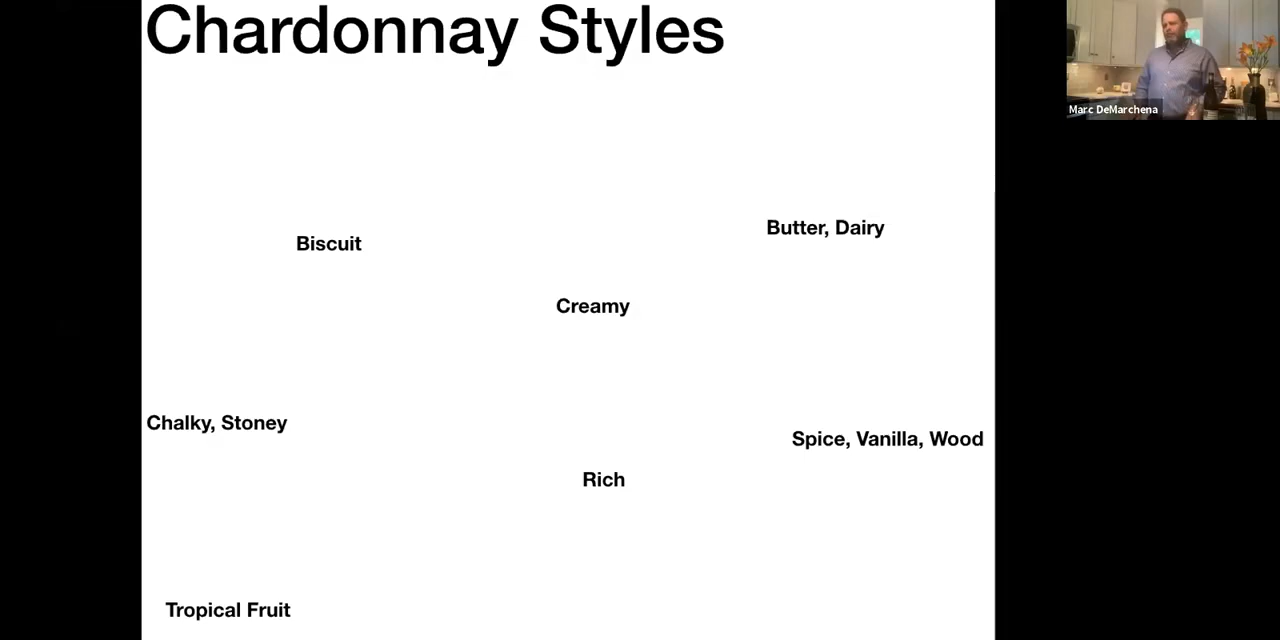 Chardonnay Styles
Marc DeMarchena
Butter, Dairy
Biscuit
Creamy
Chalky, Stoney
Spice, Vanilla, Wood
Rich
Tropical Fruit